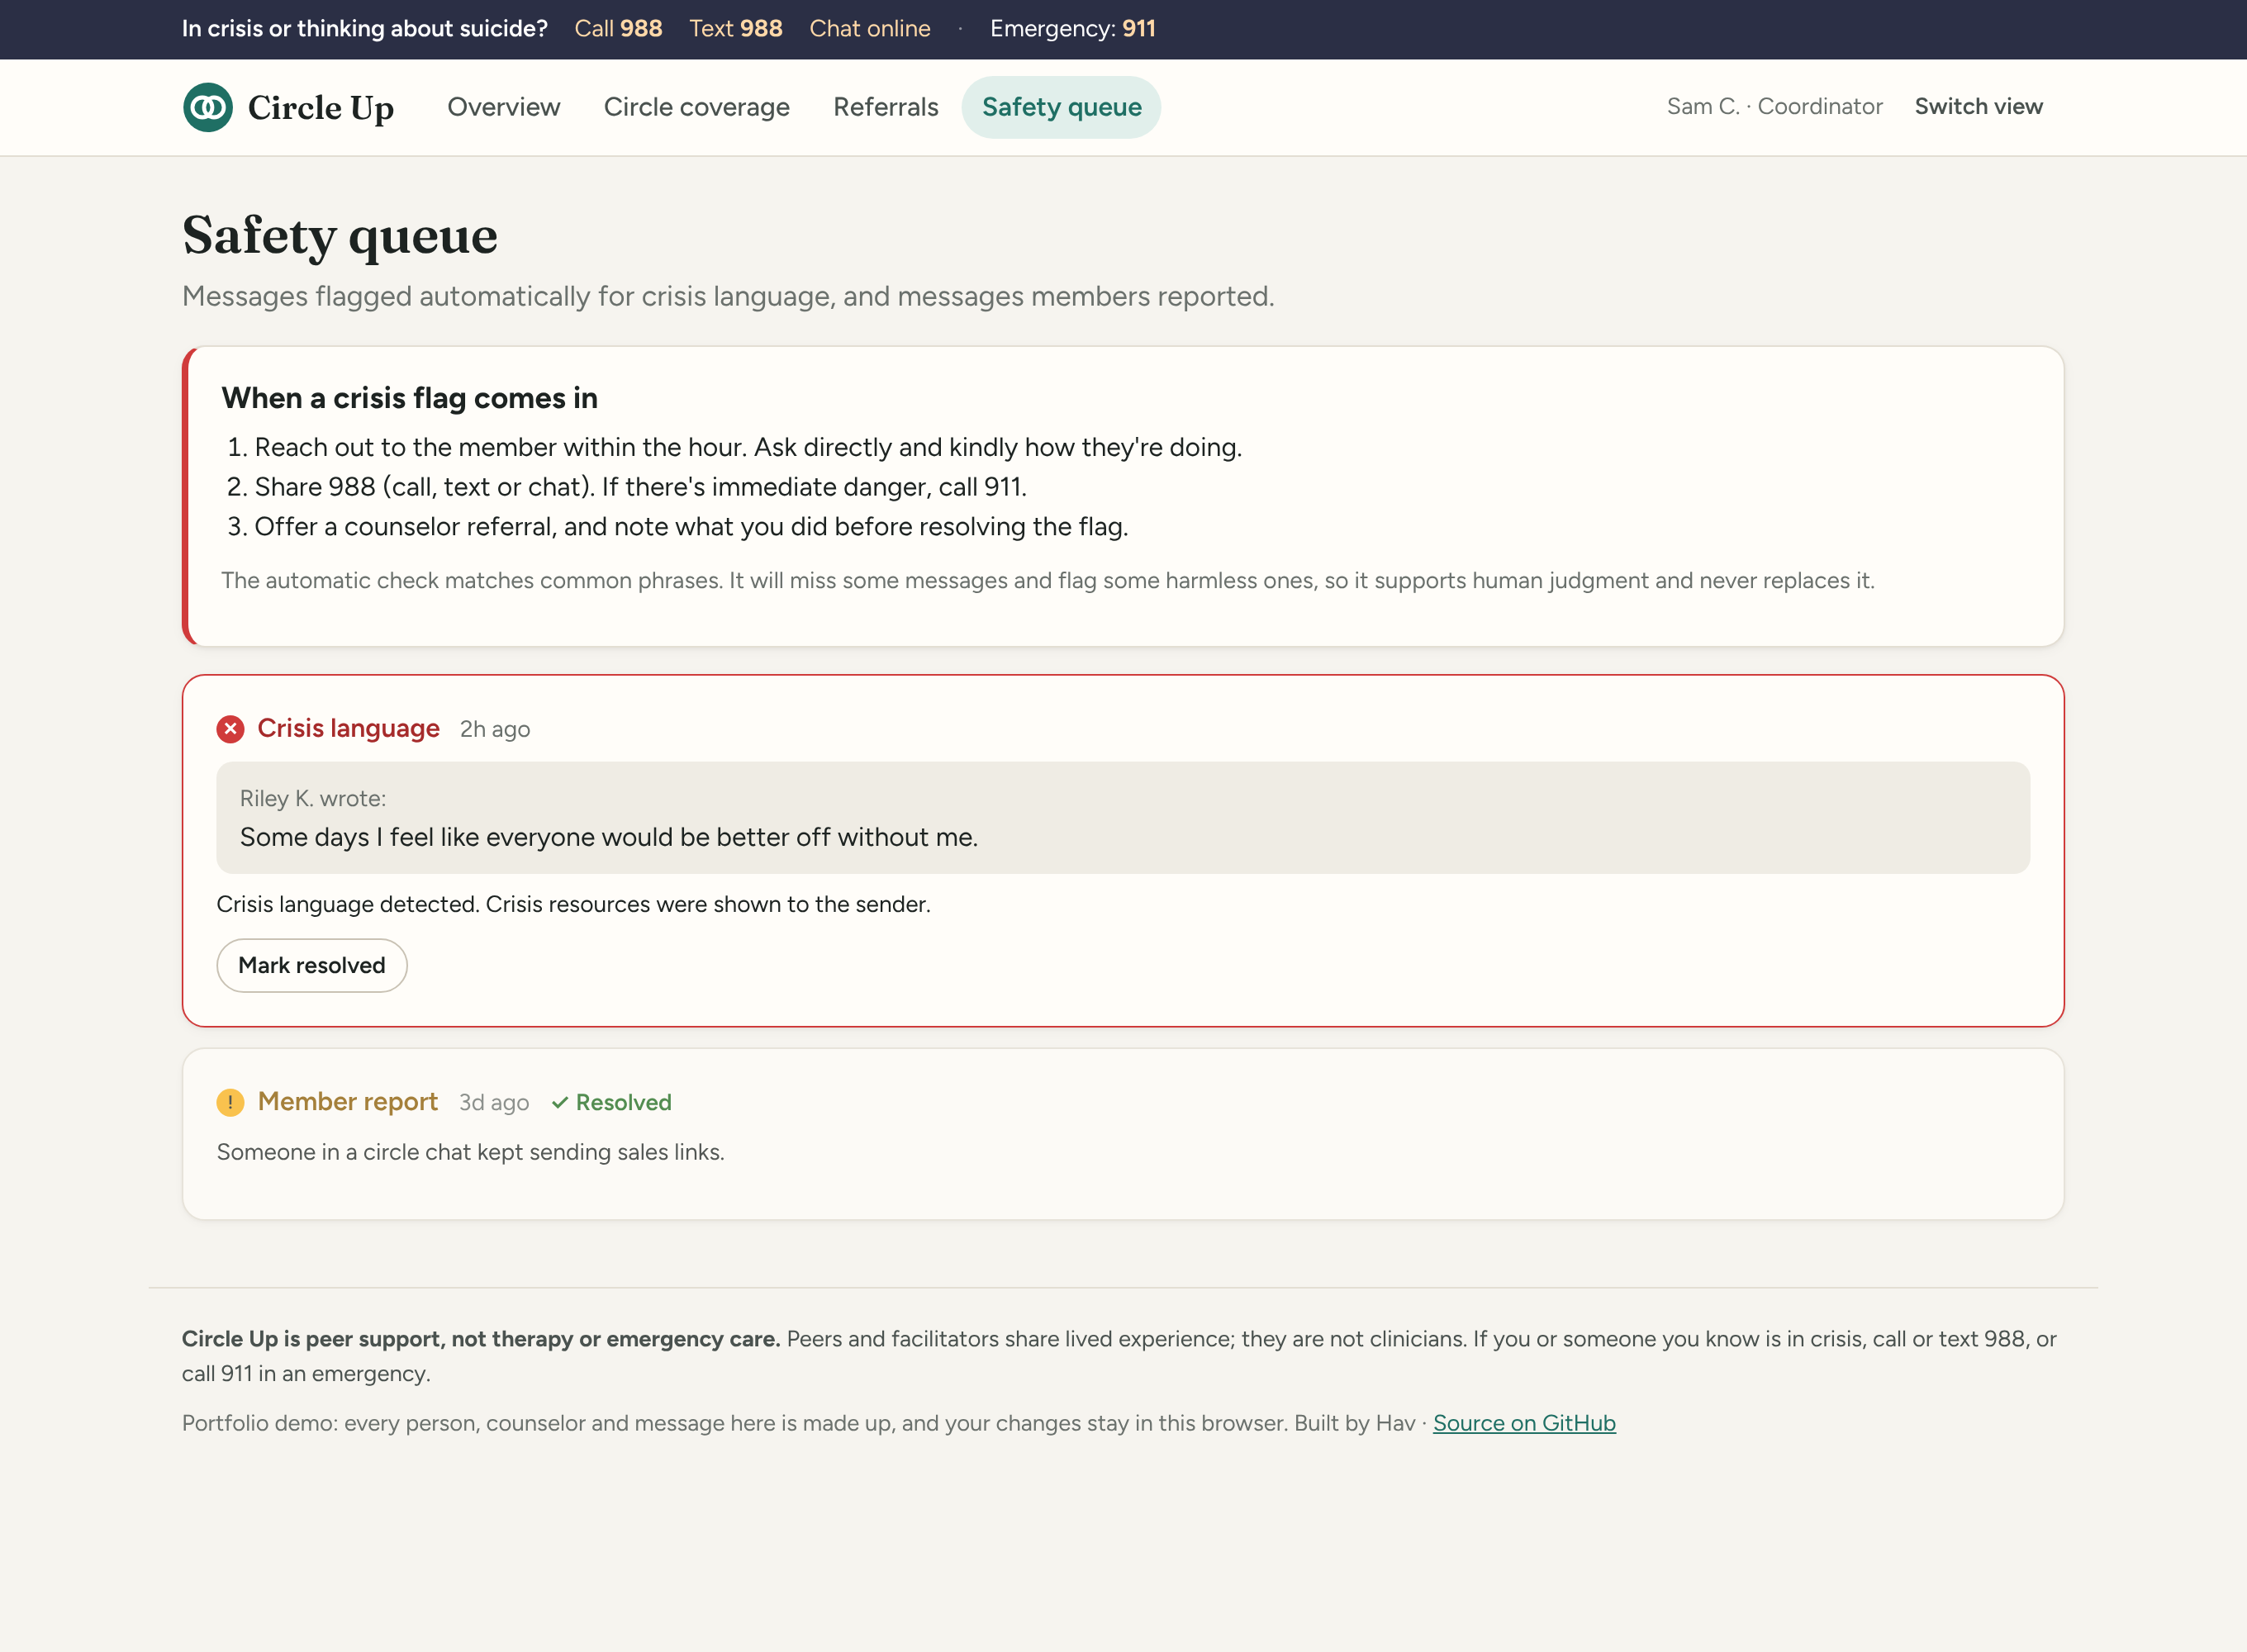 In crisis or thinking about suicide? Call 988 Text 988 Chat online · Emergency: 911
Circle Up Overview Circle coverage Referrals Safety queue Sam C. · Coordinator Switch view
Safety queue
Messages flagged automatically for crisis language, and messages members reported.
When a crisis flag comes in
1. Reach out to the member within the hour. Ask directly and kindly how they're doing.
2. Share 988 (call, text or chat). If there's immediate danger, call 911.
3. Offer a counselor referral, and note what you did before resolving the flag.
The automatic check matches common phrases. It will miss some messages and flag some harmless ones, so it supports human judgment and never replaces it.
Crisis language 2h ago
Riley K. wrote:
Some days I feel like everyone would be better off without me.
Crisis language detected. Crisis resources were shown to the sender.
Mark resolved
! Member report 3d ago ✓ Resolved
Someone in a circle chat kept sending sales links.
Circle Up is peer support, not therapy or emergency care. Peers and facilitators share lived experience; they are not clinicians. If you or someone you know is in crisis, call or text 988, or
call 911 in an emergency.
Portfolio demo: every person, counselor and message here is made up, and your changes stay in this browser. Built by Hav · Source on GitHub